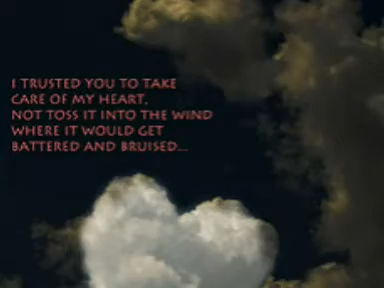 I TRUSTED YOU TO TAKE
CARE OF MY HEART,
NOT TOSS IT INTO THE WIND
WHERE IT WOULD GET
BATTERED AND BRUISED...